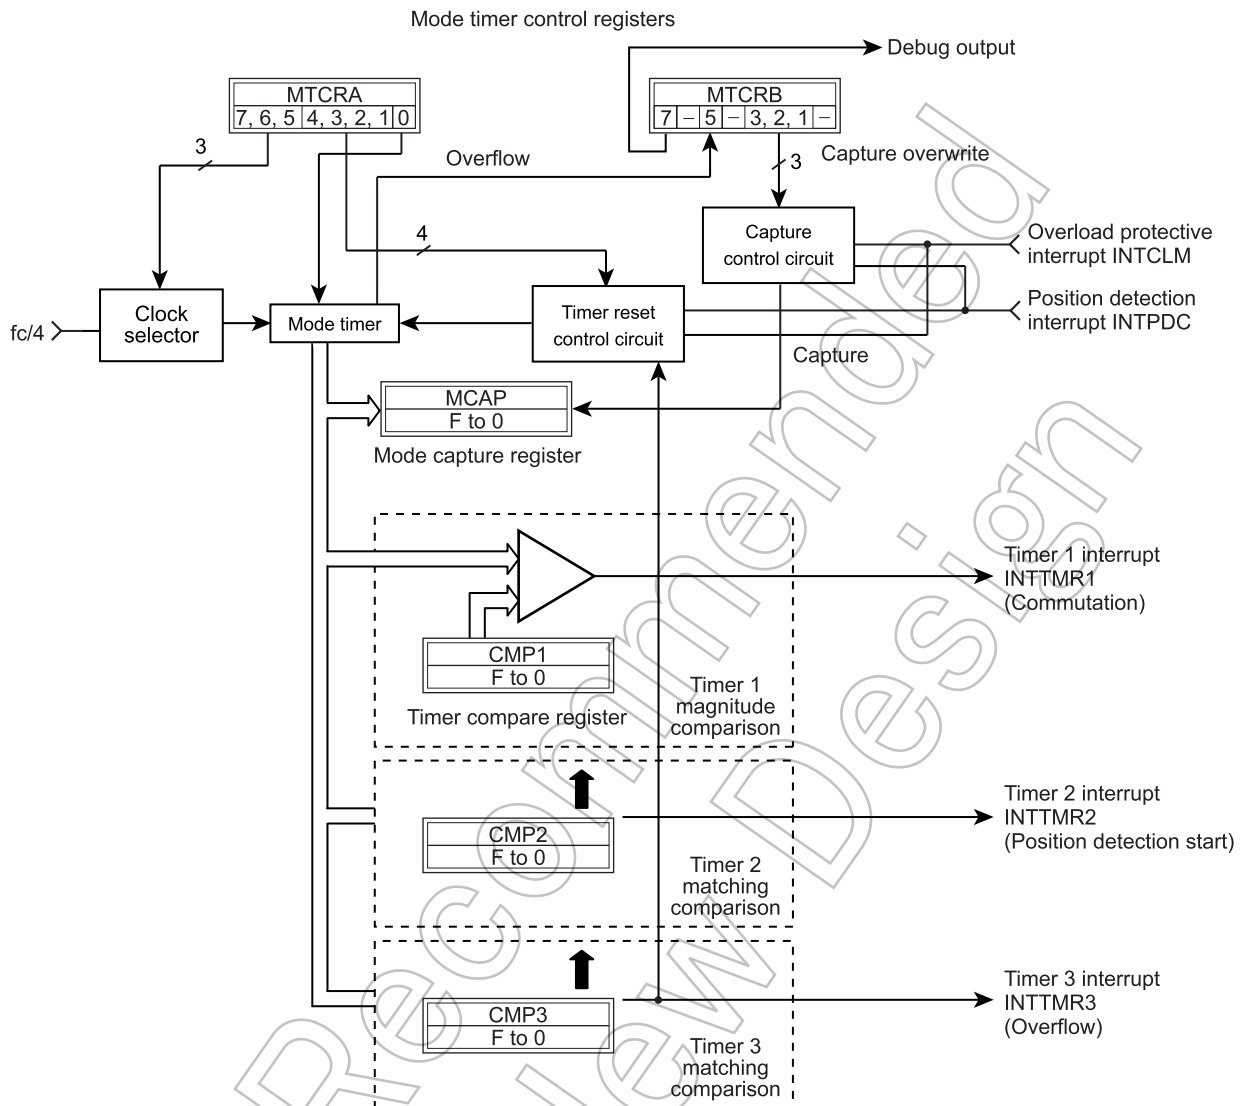 Mode timer control registers
Debug output
MTCRA
7, 6, 5 4, 3, 2, 1 0
MTCRB
7 – 5 – 3, 2, 1 –
3
Overflow
3
Capture overwrite
4
Capture
control circuit
Overload protective
interrupt INTCLM
Position detection
interrupt INTPDC
fc/4
Clock
selector
Mode timer
Timer reset
control circuit
Capture
MCAP
F to 0
Mode capture register
Timer 1 interrupt
INTTMR1
(Commutation)
CMP1
F to 0
Timer compare register
Timer 1
magnitude
comparison
Timer 2 interrupt
INTTMR2
(Position detection start)
CMP2
F to 0
Timer 2
matching
comparison
Timer 3 interrupt
INTTMR3
(Overflow)
CMP3
F to 0
Timer 3
matching
comparison
Recommended
Design